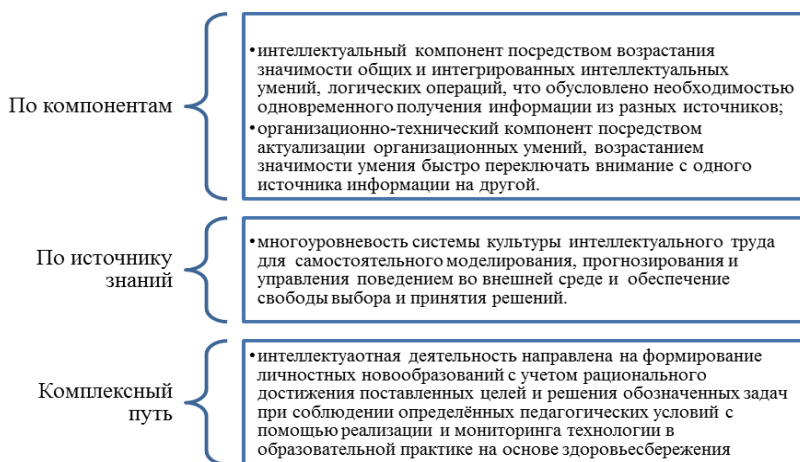 По компонентам
•интеллектуальный компонент посредством возрастания
значимости общих и интегрированных интеллектуальных
умений, логических операций, что обусловлено необходимостью
одновременного получения информации из разных источников;
•организационно-технический компонент посредством
актуализации организационных умений, возрастанием
значимости умения быстро переключать внимание с одного
источника информации на другой.
По источнику
знаний
•многоуровневость системы культуры интеллектуального труда
для самостоятельного моделирования, прогнозирования и
управления поведением во внешней среде и обеспечение
свободы выбора и принятия решений.
Комплексный
путь
•интеллектуаотная деятельность направлена на формирование
личностных новообразований с учетом рационального
достижения поставленных целей и решения обозначенных задач
при соблюдении определённых педагогических условий с
помощью реализации и мониторинга технологии в
образовательной практике на основе здоровьесбережения